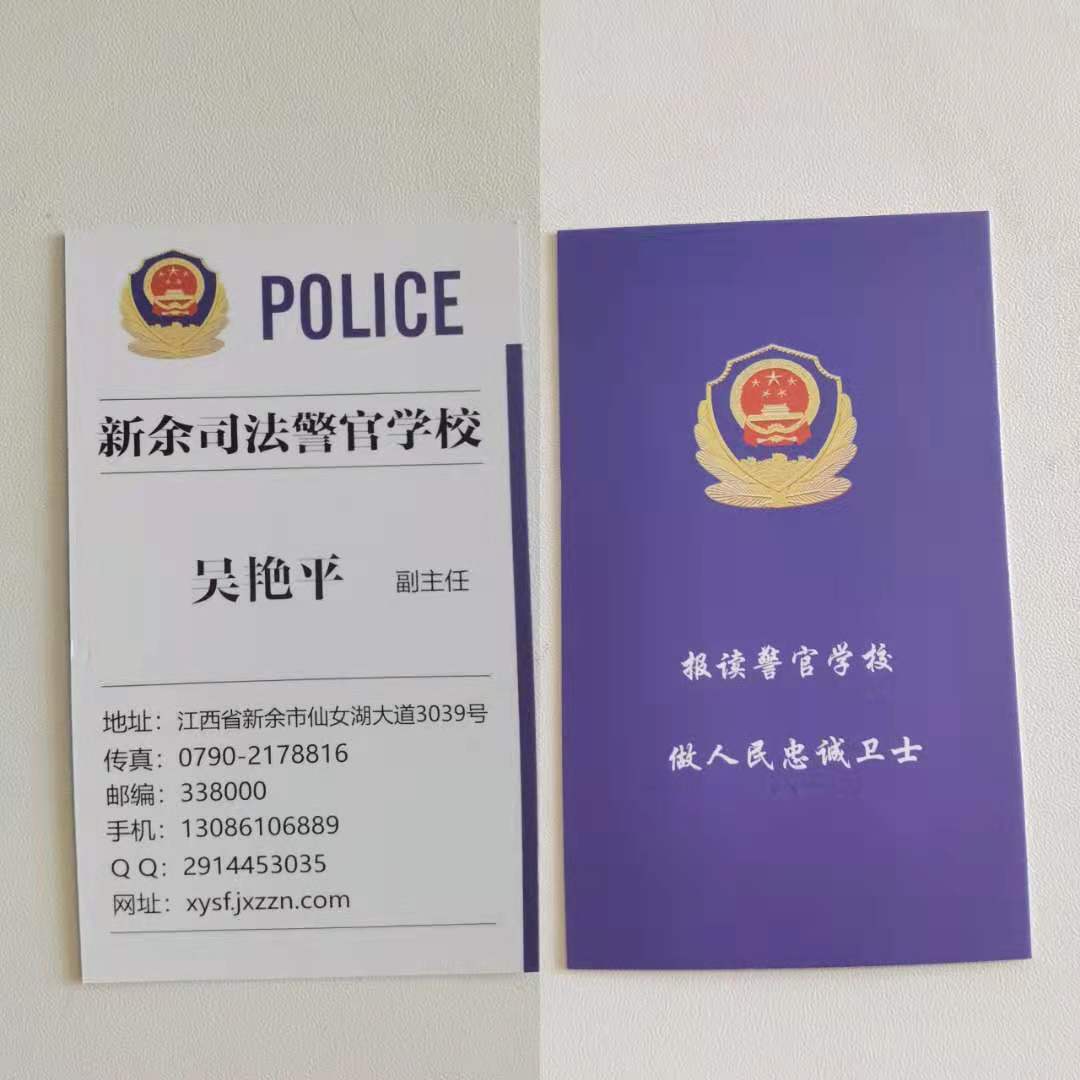 POLICE
新余司法警官学校
吴艳平 副主任
地址：江西省新余市仙女湖大道3039号
传真：0790-2178816
邮编：338000
手机：13086106889
Q Q：2914453035
网址：xysf.jxzzn.com
报读警官学校
做人民忠诚卫士